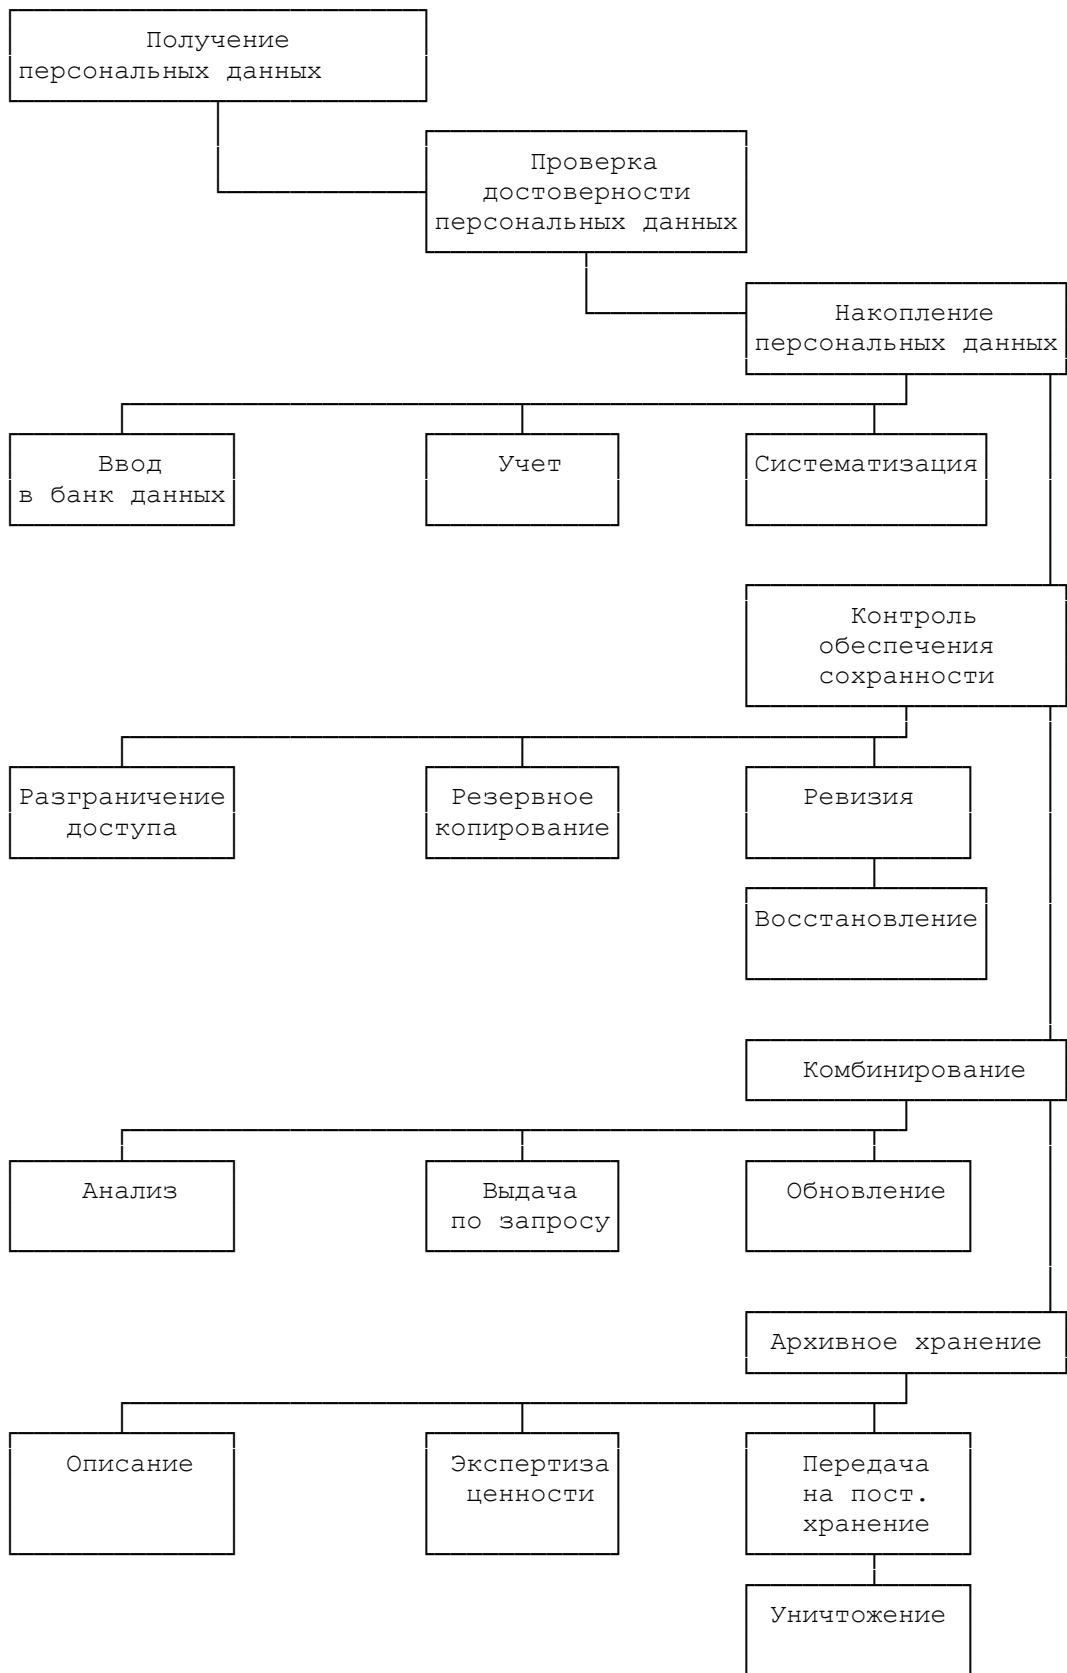 Получение
персональных данных
Проверка
достоверности
персональных данных
Накопление
персональных данных
Ввод
в банк данных
Учет
Систематизация
Контроль
обеспечения
сохранности
Разграничение
доступа
Резервное
копирование
Ревизия
Восстановление
Комбинирование
Анализ
Выдача
по запросу
Обновление
Архивное хранение
Описание
Экспертиза
ценности
Передача
на пост.
хранение
Уничтожение